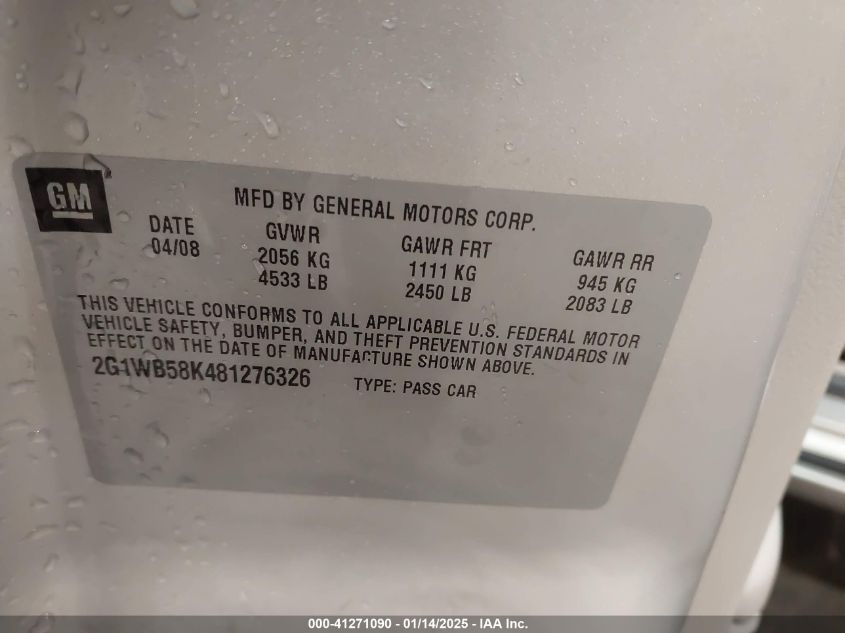 GM
MFD BY GENERAL MOTORS CORP.
DATE GVWR GAWR FRT GAWR RR
04/08 2056 KG 1111 KG 945 KG
4533 LB 2450 LB 2083 LB
THIS VEHICLE CONFORMS TO ALL APPLICABLE U.S. FEDERAL MOTOR
VEHICLE SAFETY, BUMPER, AND THEFT PREVENTION STANDARDS IN
EFFECT ON THE DATE OF MANUFACTURE SHOWN ABOVE.
2G1WB58K481276326 TYPE: PASS CAR
000-41271090 - 01/14/2025 - IAA Inc.